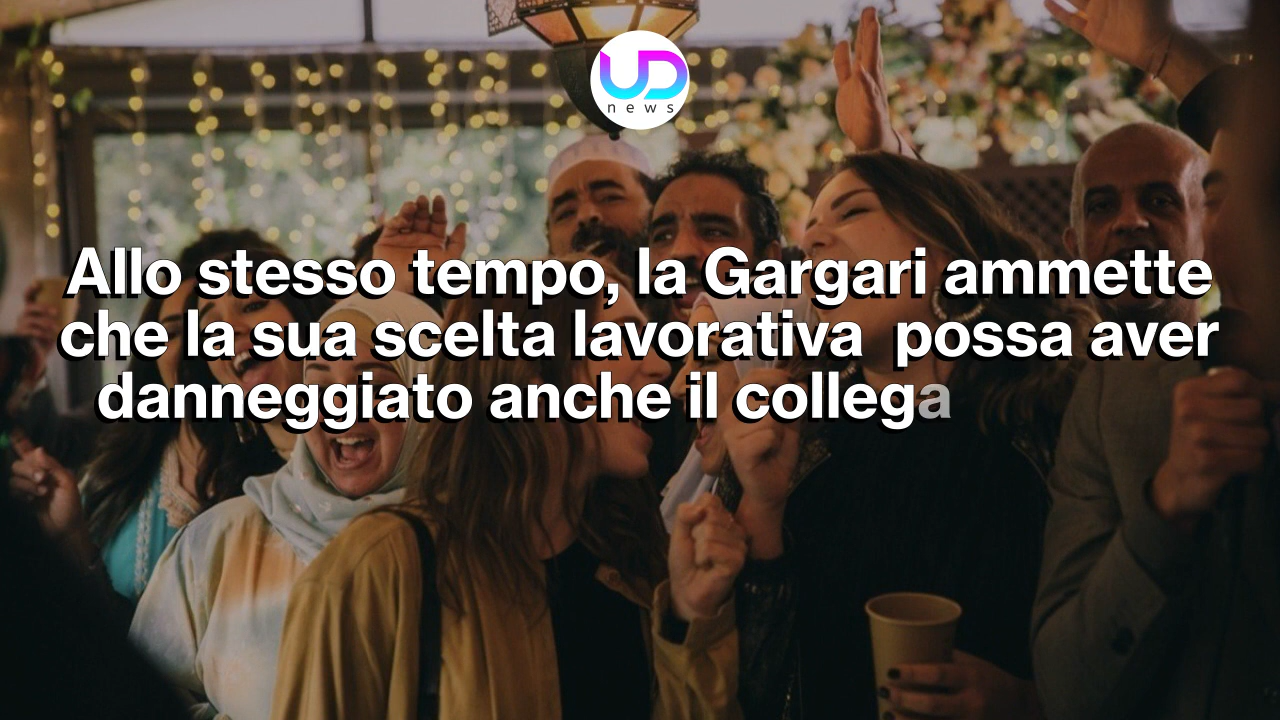 UD
news
Allo stesso tempo, la Gargari ammette
che la sua scelta lavorativa possa aver
danneggiato anche il collega